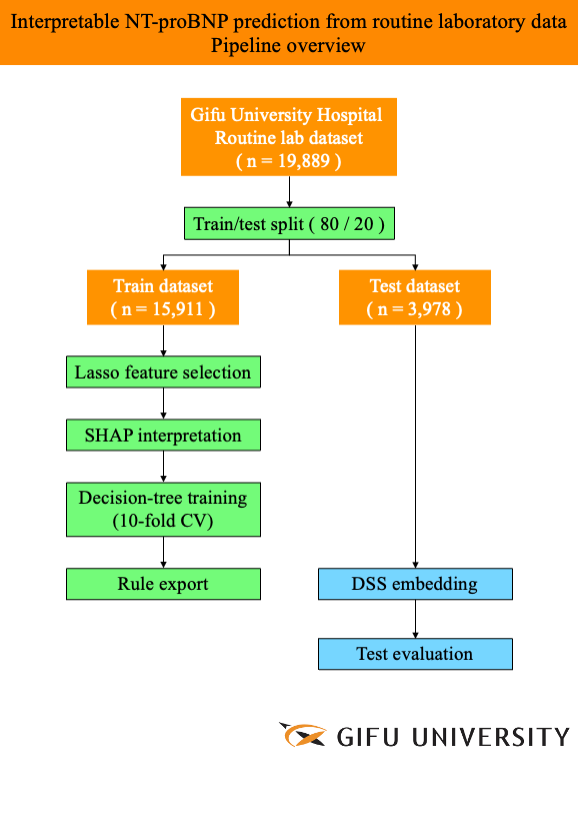 Interpretable NT-proBNP prediction from routine laboratory data
Pipeline overview
Gifu University Hospital
Routine lab dataset
( n = 19,889 )
Train/test split ( 80 / 20 )
Train dataset
( n = 15,911 )
Test dataset
( n = 3,978 )
Lasso feature selection
SHAP interpretation
Decision-tree training
(10-fold CV)
Rule export
DSS embedding
Test evaluation
GIFU UNIVERSITY